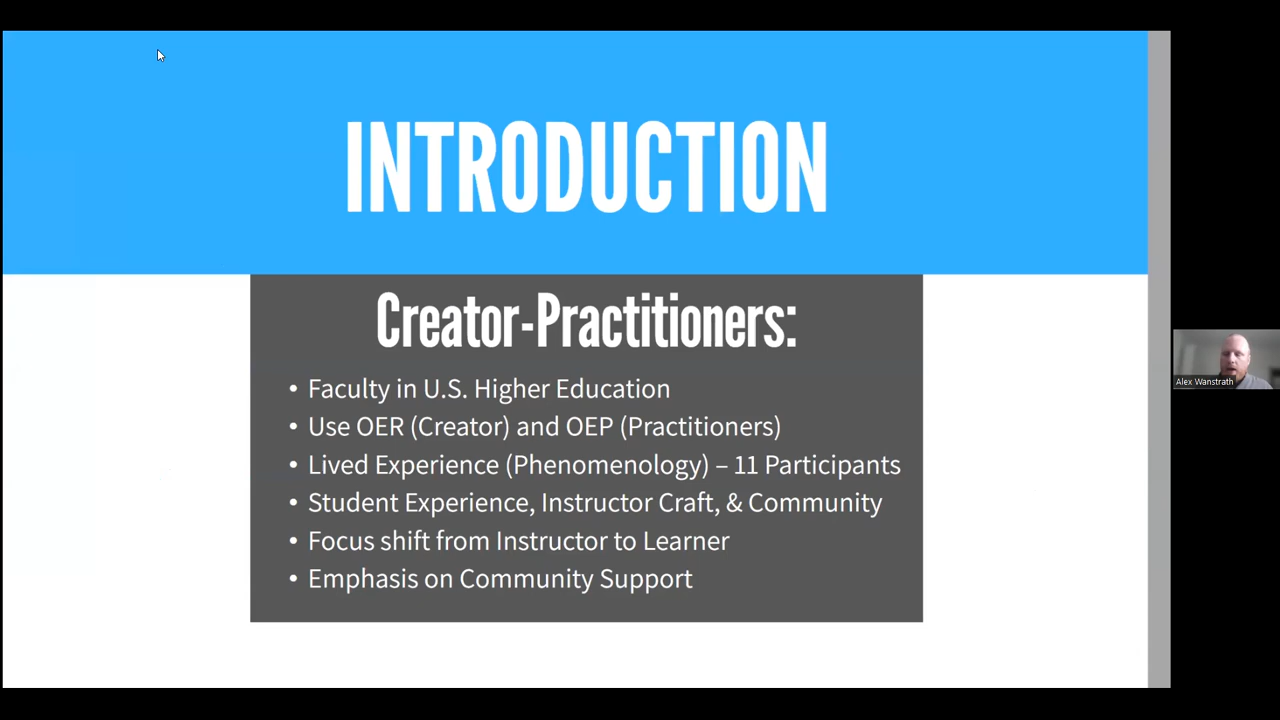 INTRODUCTION
Creator-Practitioners:
• Faculty in U.S. Higher Education
• Use OER (Creator) and OEP (Practitioners)
• Lived Experience (Phenomenology) – 11 Participants
• Student Experience, Instructor Craft, & Community
• Focus shift from Instructor to Learner
• Emphasis on Community Support
Alex Wanstrath